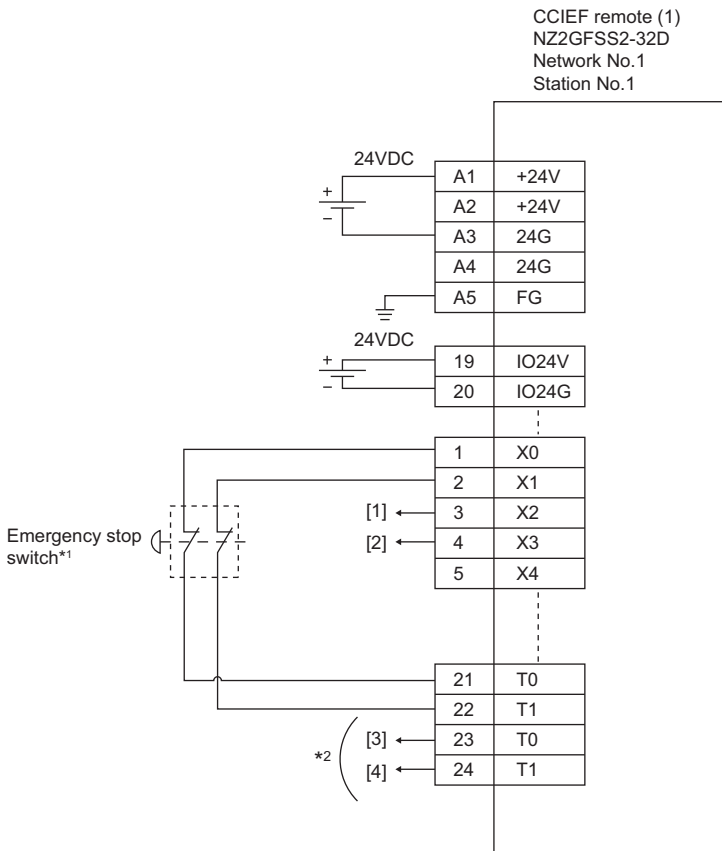 CCIEF remote (1)
NZ2GFSS2-32D
Network No.1
Station No.1
24VDC
+
−
A1 +24V
A2 +24V
A3 24G
A4 24G
A5 FG
24VDC
+
−
19 IO24V
20 IO24G
1 X0
2 X1
[1] 3 X2
[2] 4 X3
5 X4
Emergency stop
switch*1
21 T0
22 T1
*2
[3] 23 T0
[4] 24 T1